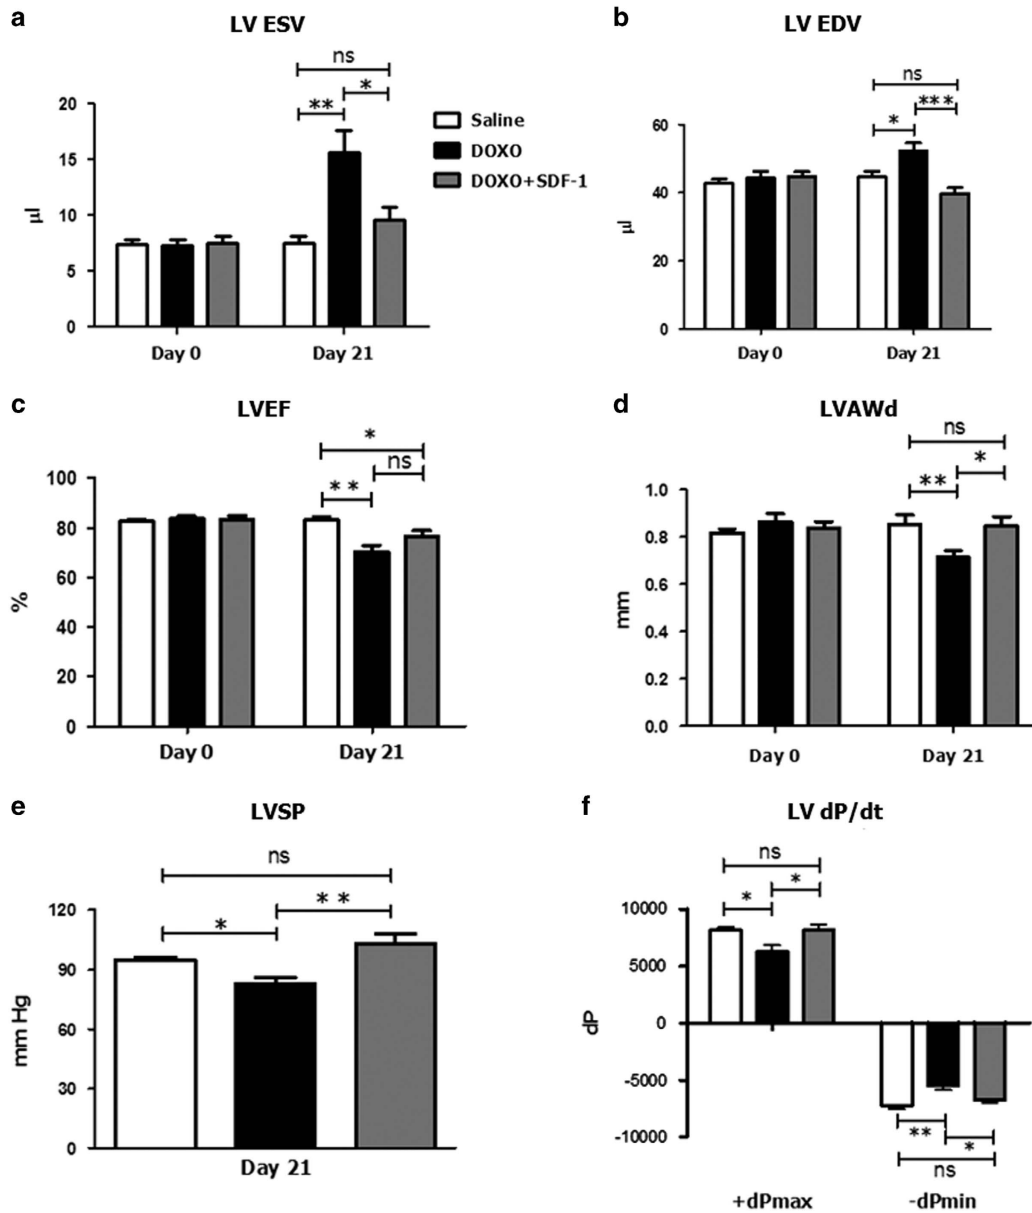 a
LV ESV
ns
*
**
20
15
10
5
0
µl
Day 0
Day 21
Saline
DOXO
DOXO+SDF-1
b
LV EDV
ns
***
*
60
40
20
0
µl
Day 0
Day 21
c
LVEF
*
ns
**
100
80
60
40
20
0
%
Day 0
Day 21
d
LVAWd
ns
*
**
1.0
0.8
0.6
0.4
0.2
0.0
mm
Day 0
Day 21
e
LVSP
ns
**
*
120
90
60
30
0
mm Hg
Day 21
f
LV dP/dt
ns
*
*
10000
5000
0
-5000
-10000
dP
**
*
ns
+dPmax
-dPmin